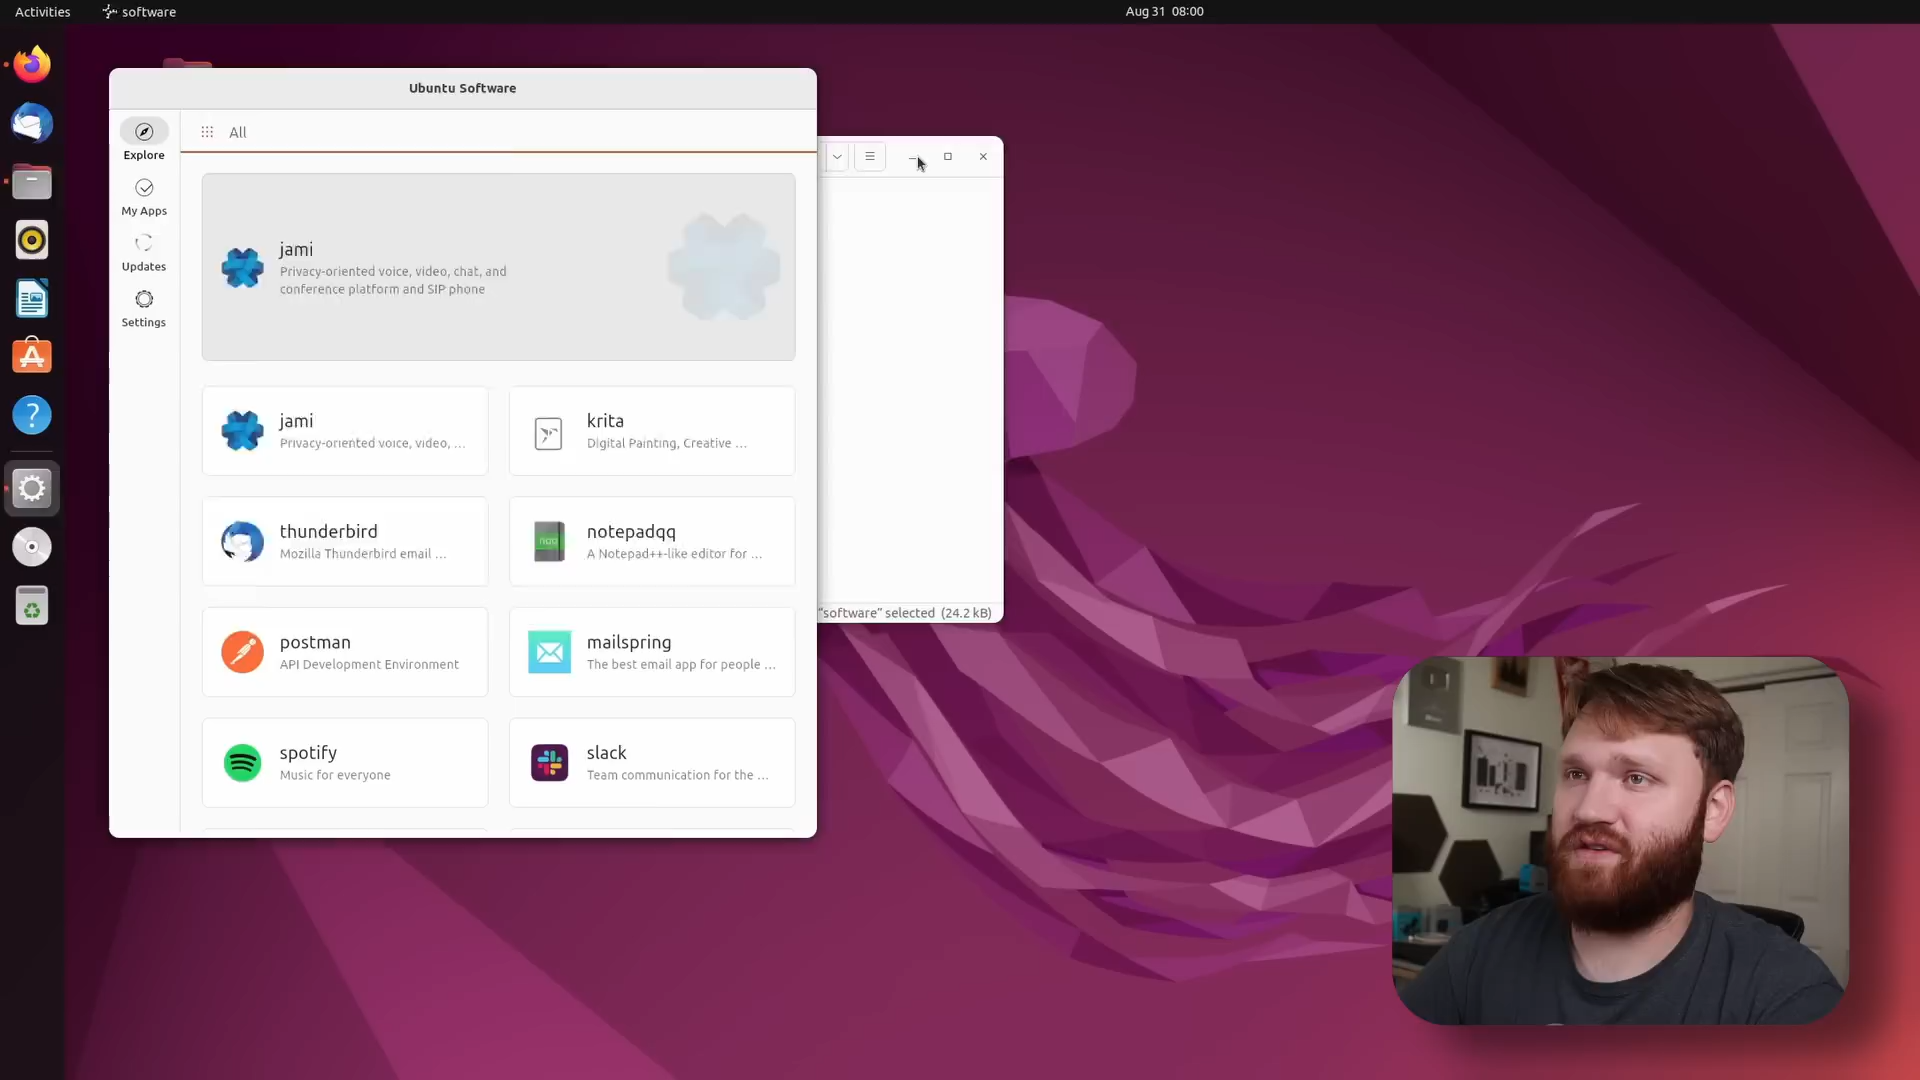 Activities
software
Aug 31 08:00
Ubuntu Software
Explore
My Apps
Updates
Settings
All
jami
Privacy-oriented voice, video, chat, and
conference platform and SIP phone
jami
Privacy-oriented voice, video, ...
krita
Digital Painting, Creative ...
thunderbird
Mozilla Thunderbird email ...
notepadqq
A Notepad++-like editor for ...
postman
API Development Environment
mailspring
The best email app for people ...
spotify
Music for everyone
slack
Team communication for the ...
"software" selected (24.2 kB)